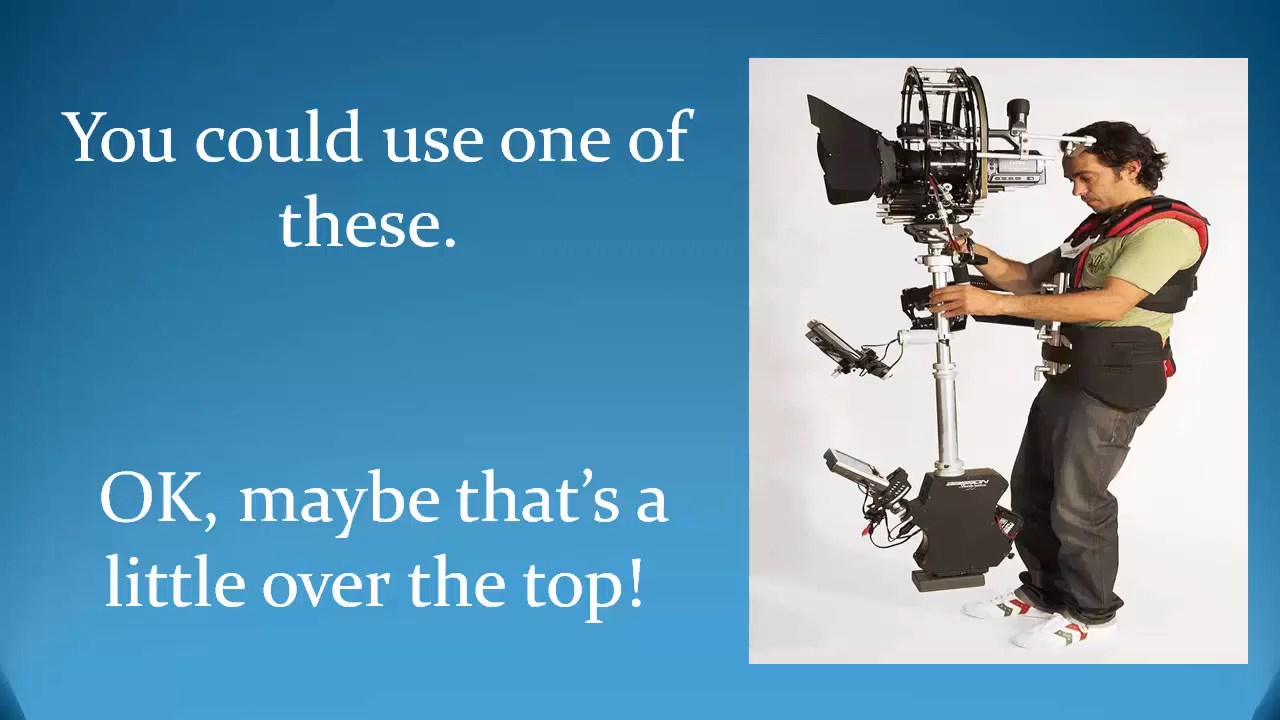 You could use one of
these.
OK, maybe that’s a
little over the top!